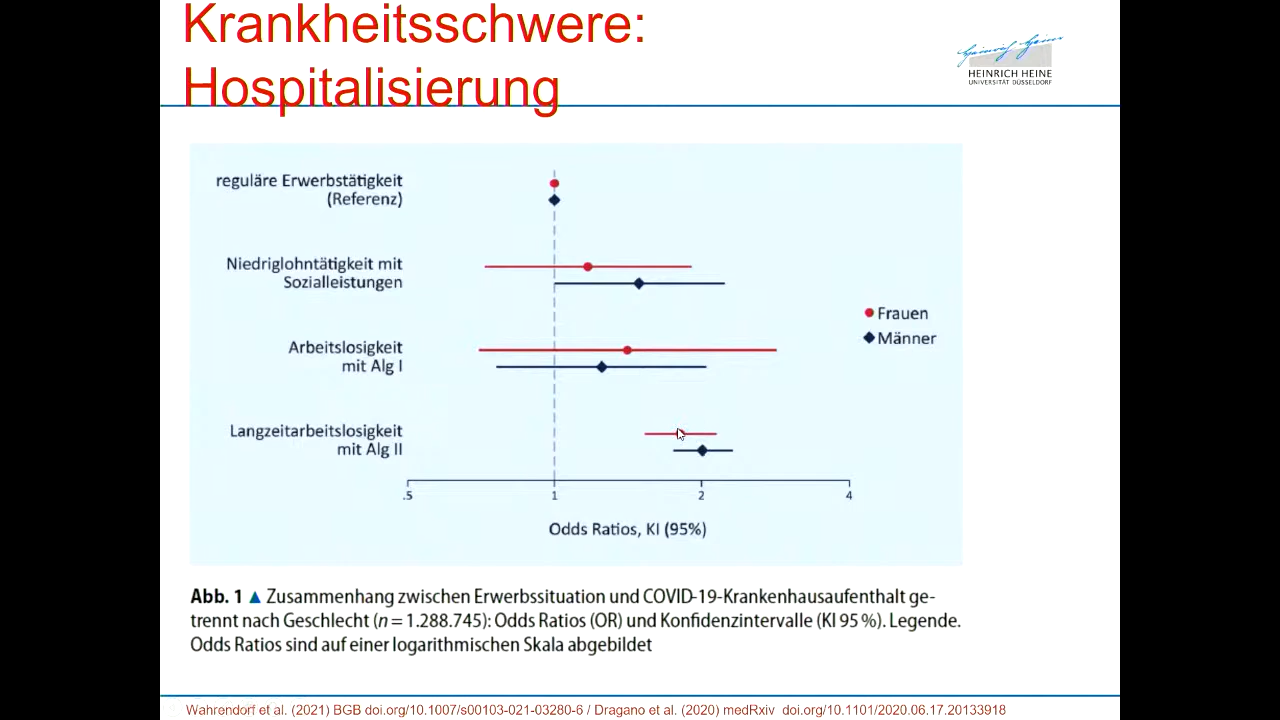 Krankheitsschwere:
Hospitalisierung
Heinrich Heine
HEINRICH HEINE
UNIVERSITÄT DÜSSELDORF
reguläre Erwerbstätigkeit
(Referenz)
Niedriglohntätigkeit mit
Sozialleistungen
Arbeitslosigkeit
mit Alg I
Langzeitarbeitslosigkeit
mit Alg II
Frauen
Männer
.5 1 2 4
Odds Ratios, KI (95%)
Abb. 1 ▲ Zusammenhang zwischen Erwerbssituation und COVID-19-Krankenhausaufenthalt ge-
trennt nach Geschlecht (n = 1.288.745): Odds Ratios (OR) und Konfidenzintervalle (KI 95 %). Legende.
Odds Ratios sind auf einer logarithmischen Skala abgebildet
Wahrendorf et al. (2021) BGB doi.org/10.1007/s00103-021-03280-6 / Dragano et al. (2020) medRxiv doi.org/10.1101/2020.06.17.20133918